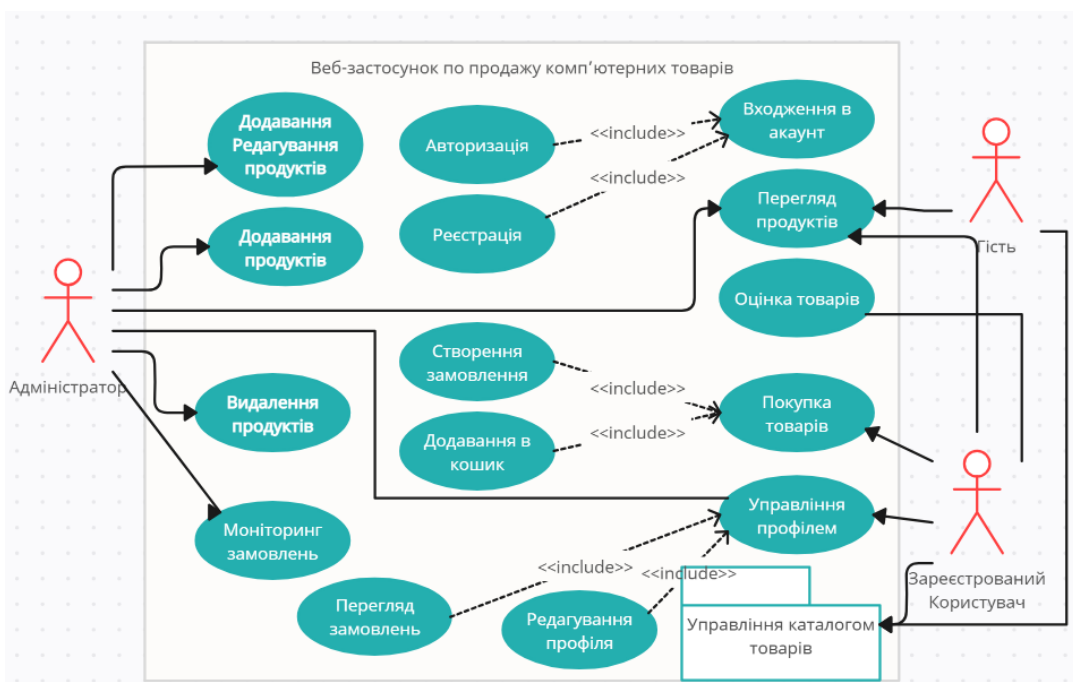 Веб-застосунок по продажу комп’ютерних товарів
Додавання
Редагування
продуктів
Авторизація
<<include>>
Входження в
акаунт
<<include>>
Реєстрація
Перегляд
продуктів
Гість
Додавання
продуктів
Оцінка товарів
Адміністратор
Створення
замовлення
<<include>>
Покупка
товарів
<<include>>
Додавання в
кошик
Видалення
продуктів
Моніторинг
замовлень
Управління
профілем
<<include>>
<<include>>
Зареєстрований
Користувач
Перегляд
замовлень
Редагування
профіля
Управління каталогом
товарів